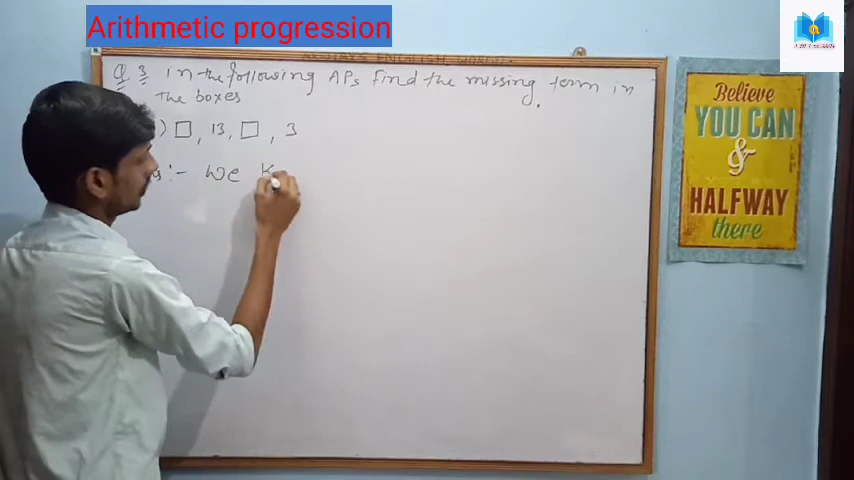 Arithmetic progression
Q 3 in the following APs find the missing term in
the boxes.
) □, 13, □, 3
:- We K
Believe
YOU CAN
&
HALFWAY
there